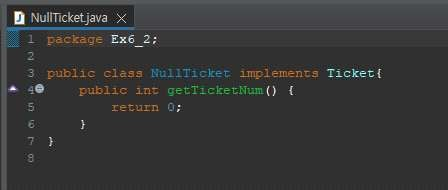 NullTicket.java
1 package Ex6_2;
2
3 public class NullTicket implements Ticket{
4 public int getTicketNum() {
5 return 0;
6 }
7 }
8